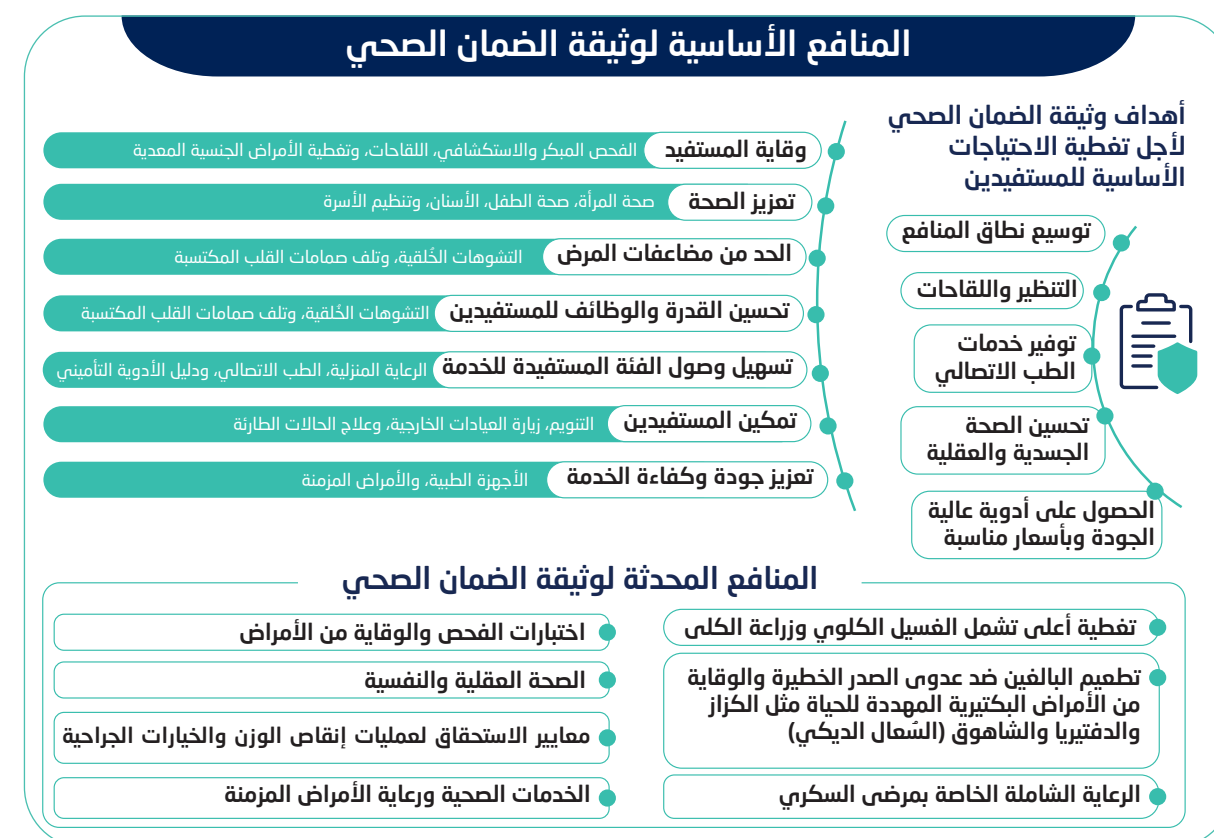 المنافع الأساسية لوثيقة الضمان الصحي
أهداف وثيقة الضمان الصحي
لأجل تغطية الاحتياجات
الأساسية للمستفيدين
توسيع نطاق المنافع
التنظير واللقاحات
توفير خدمات
الطب الاتصالي
تحسين الصحة
الجسدية والعقلية
الحصول على أدوية عالية
الجودة وبأسعار مناسبة
وقاية المستفيد الفحص المبكر والاستكشافي، اللقاحات، وتغطية الأمراض الجنسية المعدية
تعزيز الصحة صحة المرأة، صحة الطفل، الأسنان، وتنظيم الأسرة
الحد من مضاعفات المرض التشوهات الخُلقية، وتلف صمامات القلب المكتسبة
تحسين القدرة والوظائف للمستفيدين التشوهات الخُلقية، وتلف صمامات القلب المكتسبة
تسهيل وصول الفئة المستفيدة للخدمة الرعاية المنزلية، الطب الاتصالي، ودليل الأدوية التأميني
تمكين المستفيدين التنويم، زيارة العيادات الخارجية، وعلاج الحالات الطارئة
تعزيز جودة وكفاءة الخدمة الأجهزة الطبية، والأمراض المزمنة
المنافع المحدثة لوثيقة الضمان الصحي
تغطية أعلى تشمل الغسيل الكلوي وزراعة الكلى
تطعيم البالغين ضد عدوى الصدر الخطيرة والوقاية
من الأمراض البكتيرية المهددة للحياة مثل الكزاز
والدفتيريا والشاهوق (السُعال الديكي)
الرعاية الشاملة الخاصة بمرضى السكري
اختبارات الفحص والوقاية من الأمراض
الصحة العقلية والنفسية
معايير الاستحقاق لعمليات إنقاص الوزن والخيارات الجراحية
الخدمات الصحية ورعاية الأمراض المزمنة